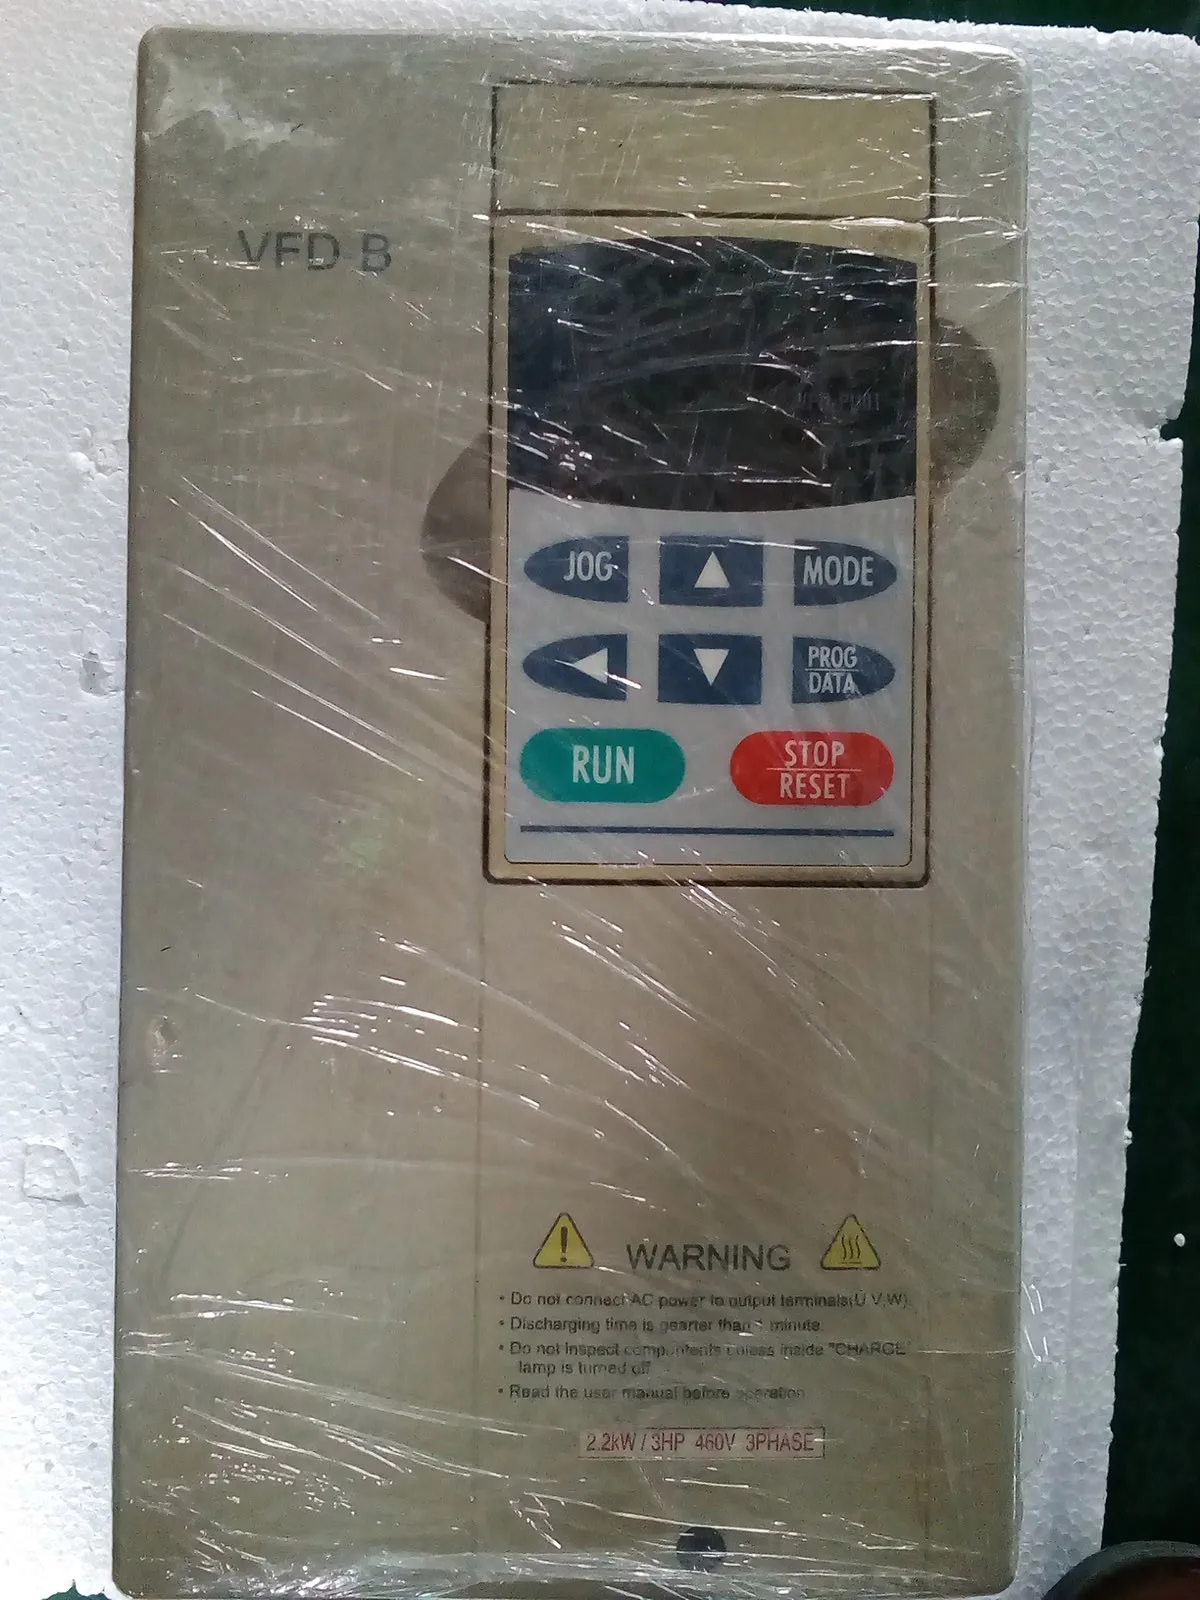 VFD-B
VFD-PU01
JOG
MODE
PROG
DATA
RUN
STOP
RESET
WARNING
• Do not connect AC power to output terminals(U,V,W).
• Discharging time is gearter than 1 minute.
• Do not inspect components unless inside "CHARGE"
lamp is turned off
• Read the user manual before operation
2.2kW / 3HP 460V 3PHASE